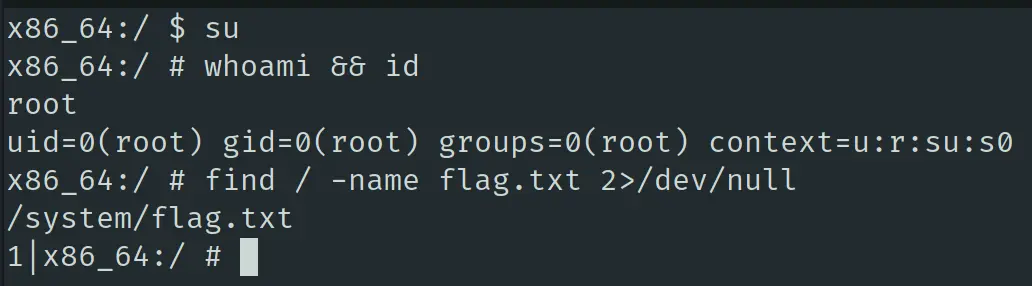 x86_64:/ $ su
x86_64:/ # whoami && id
root
uid=0(root) gid=0(root) groups=0(root) context=u:r:su:s0
x86_64:/ # find / -name flag.txt 2>/dev/null
/system/flag.txt
1|x86_64:/ #